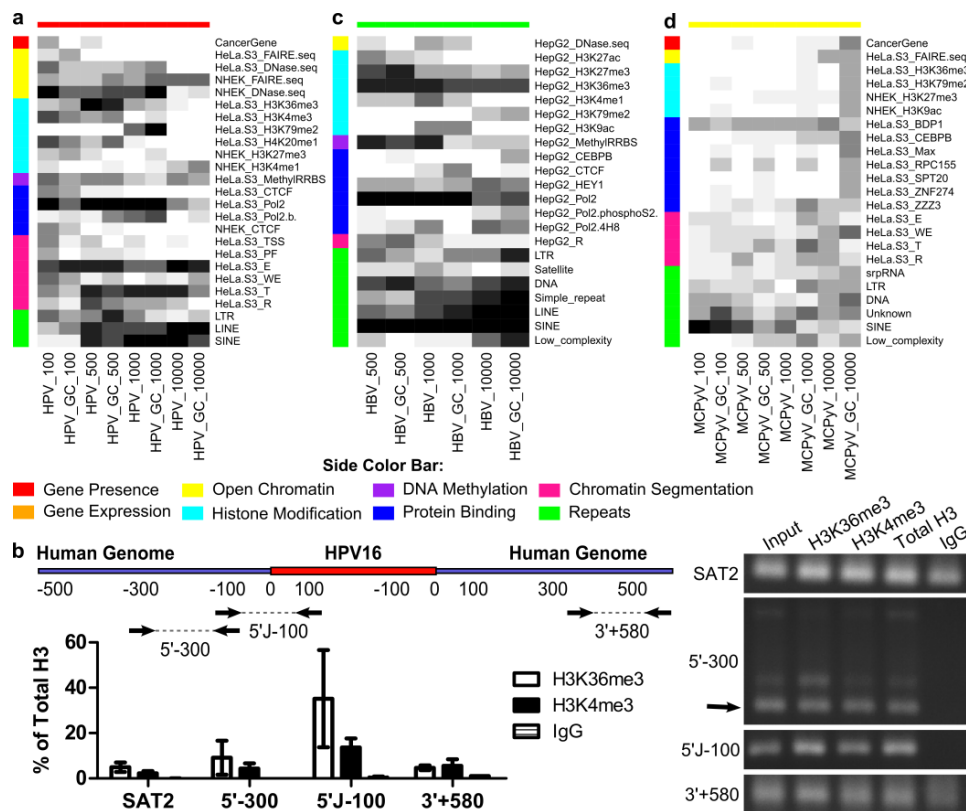 a
CancerGene
HeLa.S3_FAIRE.seq
HeLa.S3_DNase.seq
NHEK_FAIRE.seq
NHEK_DNase.seq
HeLa.S3_H3K36me3
HeLa.S3_H3K4me3
HeLa.S3_H3K79me2
HeLa.S3_H4K20me1
NHEK_H3K27me3
NHEK_H3K4me1
HeLa.S3_MethylRRBS
HeLa.S3_CTCF
HeLa.S3_Pol2
HeLa.S3_Pol2.b.
NHEK_CTCF
HeLa.S3_TSS
HeLa.S3_PF
HeLa.S3_E
HeLa.S3_WE
HeLa.S3_T
HeLa.S3_R
LTR
LINE
SINE
HPV_100
HPV_GC_100
HPV_500
HPV_GC_500
HPV_1000
HPV_GC_1000
HPV_10000
HPV_GC_10000
c
HepG2_DNase.seq
HepG2_H3K27ac
HepG2_H3K27me3
HepG2_H3K36me3
HepG2_H3K4me1
HepG2_H3K79me2
HepG2_H3K9ac
HepG2_MethylRRBS
HepG2_CEBPB
HepG2_CTCF
HepG2_HEY1
HepG2_Pol2
HepG2_Pol2.phosphoS2.
HepG2_Pol2.4H8
HepG2_R
LTR
Satellite
DNA
Simple_repeat
LINE
SINE
Low_complexity
HBV_500
HBV_GC_500
HBV_1000
HBV_GC_1000
HBV_10000
HBV_GC_10000
d
CancerGene
HeLa.S3_FAIRE.seq
HeLa.S3_H3K36me3
HeLa.S3_H3K79me2
NHEK_H3K27me3
NHEK_H3K9ac
HeLa.S3_BDP1
HeLa.S3_CEBPB
HeLa.S3_Max
HeLa.S3_RPC155
HeLa.S3_SPT20
HeLa.S3_ZNF274
HeLa.S3_ZZZ3
HeLa.S3_E
HeLa.S3_WE
HeLa.S3_T
HeLa.S3_R
srpRNA
LTR
DNA
Unknown
SINE
Low_complexity
MCPyV_100
MCPyV_GC_100
MCPyV_500
MCPyV_GC_500
MCPyV_1000
MCPyV_GC_1000
MCPyV_10000
MCPyV_GC_10000
Side Color Bar:
Gene Presence
Open Chromatin
DNA Methylation
Chromatin Segmentation
Gene Expression
Histone Modification
Protein Binding
Repeats
b
Human Genome
HPV16
Human Genome
-500 -300 -100 0 100 -100 0 100 300 500
5'J-100
5'-300
3'+580
% of Total H3
60
40
20
0
H3K36me3
H3K4me3
IgG
SAT2 5'-300 5'J-100 3'+580
Input H3K36me3 H3K4me3 Total H3 IgG
SAT2
5'-300
5'J-100
3'+580